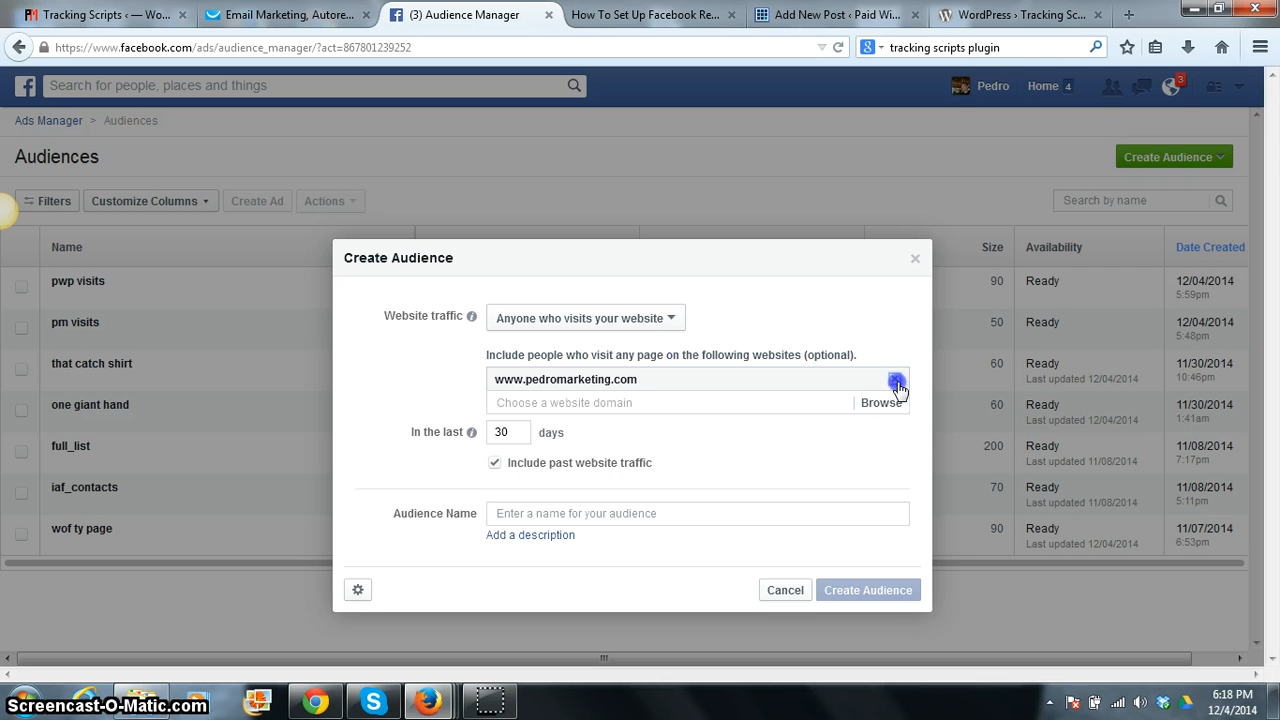 Tracking Scripts — Wo...
Email Marketing, Autore...
(3) Audience Manager
How To Set Up Facebook Re...
Add New Post ‹ Paid Wi...
WordPress › Tracking Sc...
https://www.facebook.com/ads/audience_manager/?act=867801239252
tracking scripts plugin
Search for people, places and things
Pedro
Home 4
3
Ads Manager > Audiences
Audiences
Create Audience
Filters
Customize Columns
Create Ad
Actions
Search by name
Name
Size
Availability
Date Created
pwp visits
90
Ready
12/04/2014
5:59pm
pm visits
50
Ready
12/04/2014
5:48pm
that catch shirt
60
Ready
11/30/2014
Last updated 12/04/2014
10:46pm
one giant hand
60
Ready
11/30/2014
Last updated 12/04/2014
1:41am
full_list
200
Ready
11/08/2014
Last updated 11/08/2014
7:17pm
iaf_contacts
70
Ready
11/08/2014
Last updated 11/08/2014
5:11pm
wof ty page
90
Ready
11/07/2014
Last updated 12/04/2014
6:53pm
Create Audience
Website traffic
Anyone who visits your website
Include people who visit any page on the following websites (optional).
www.pedromarketing.com
Choose a website domain
Browse
In the last
30
days
Include past website traffic
Audience Name
Enter a name for your audience
Add a description
Cancel
Create Audience
Screencast-O-Matic.com
6:18 PM
12/4/2014